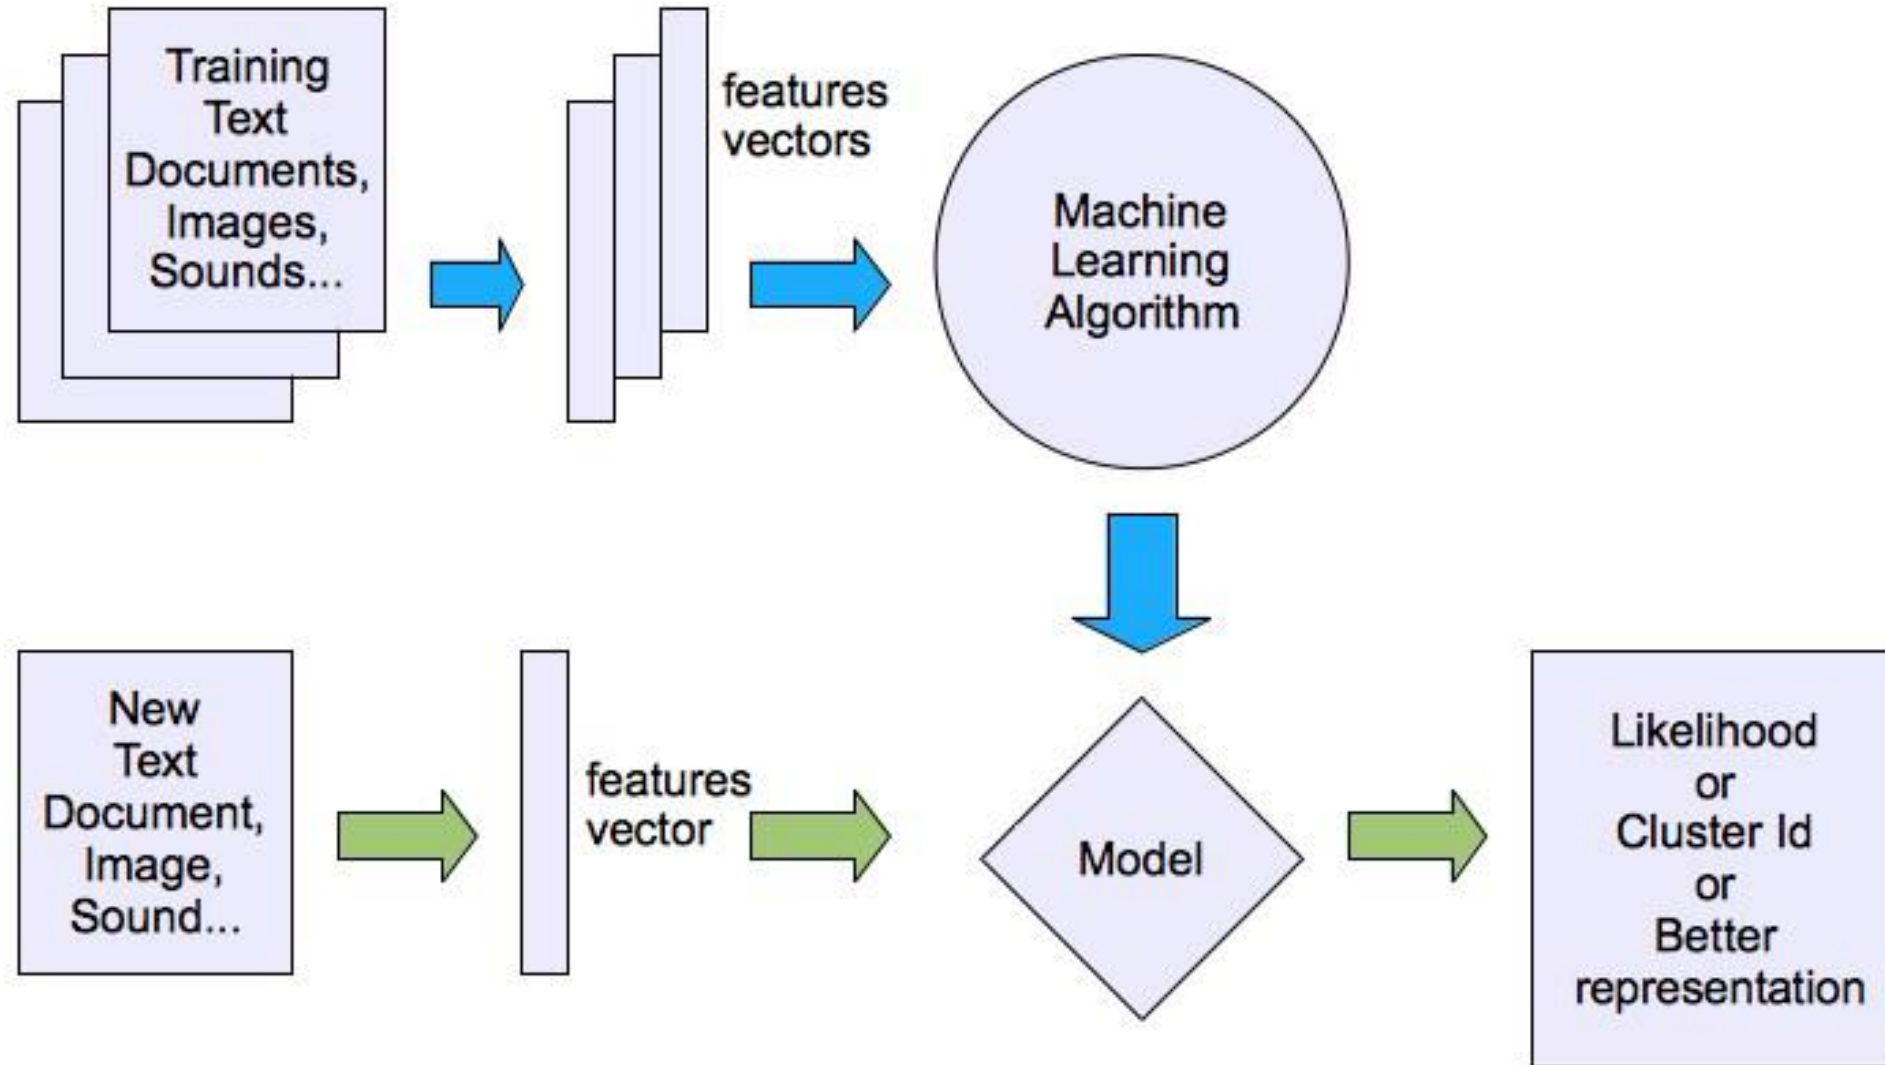 Training
Text
Documents,
Images,
Sounds...
features
vectors
Machine
Learning
Algorithm
New
Text
Document,
Image,
Sound...
features
vector
Model
Likelihood
or
Cluster Id
or
Better
representation